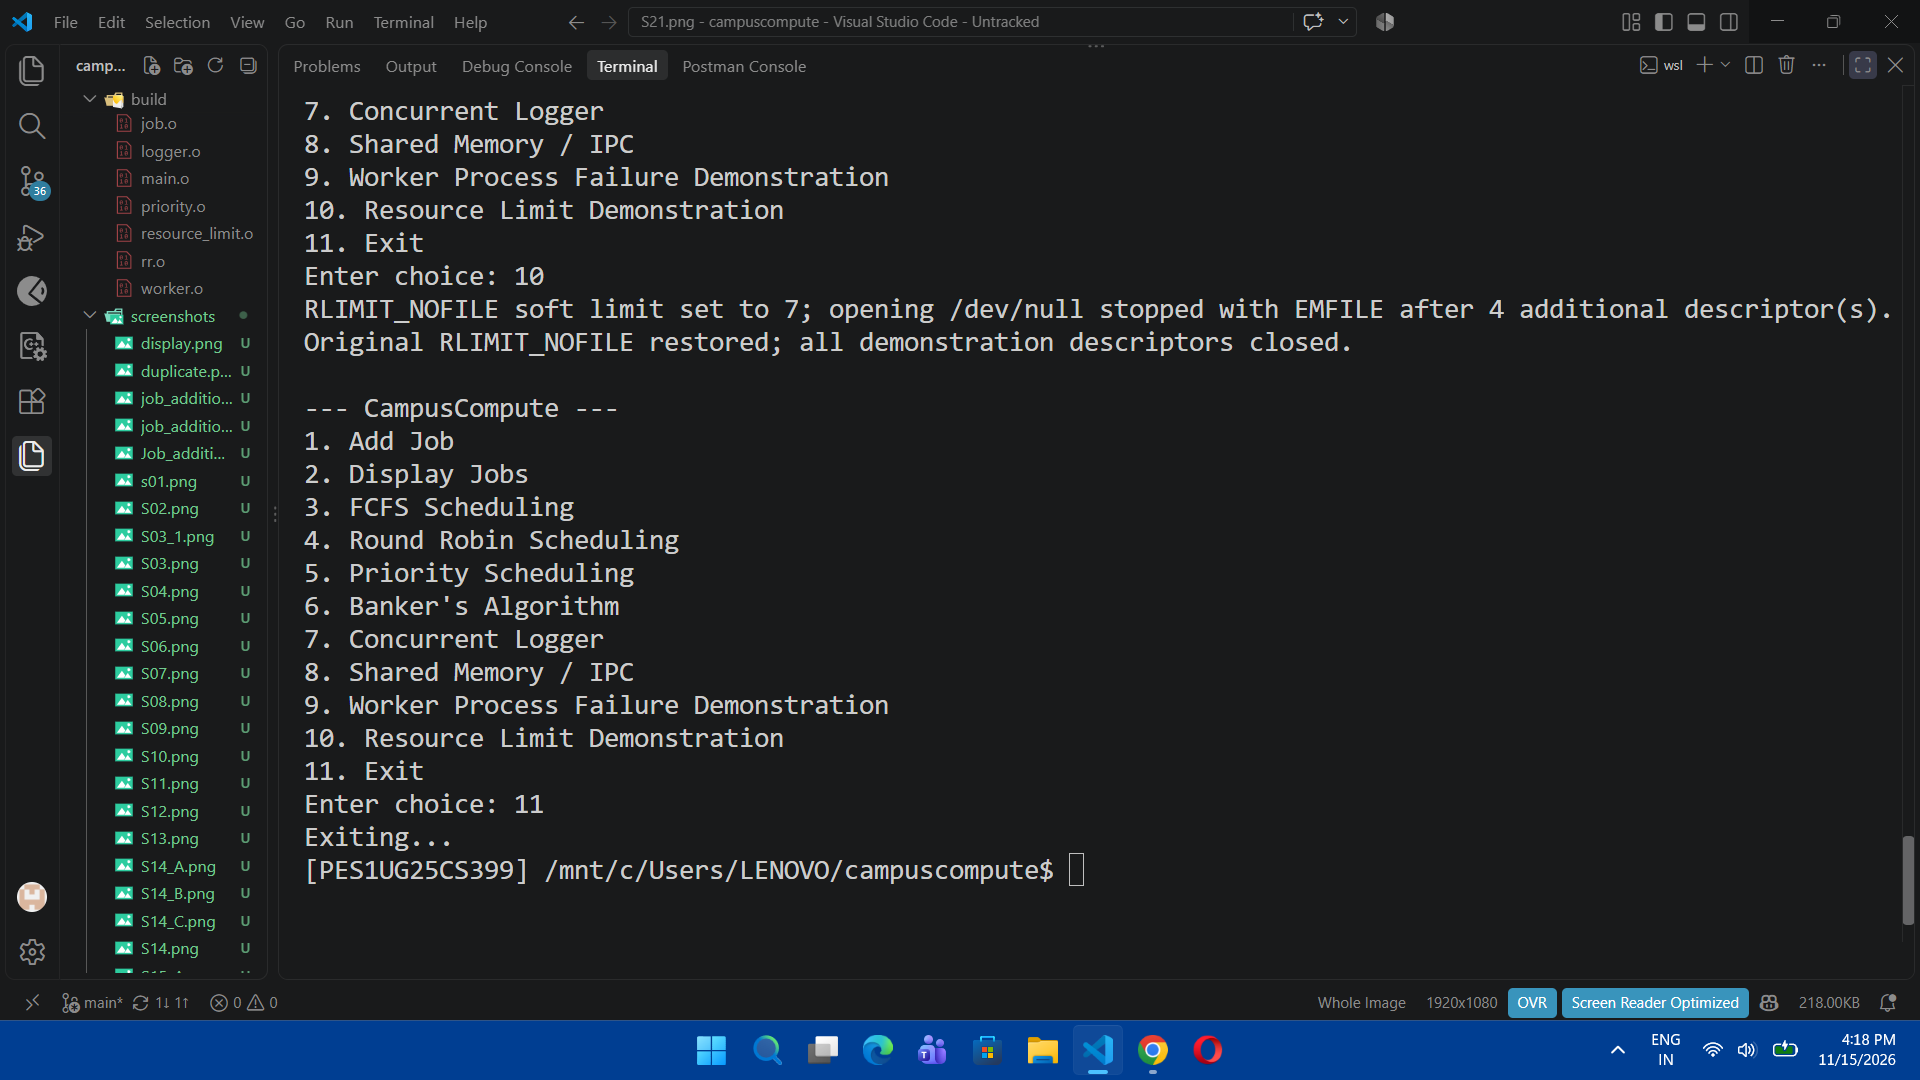 File Edit Selection View Go Run Terminal Help
S21.png - campuscompute - Visual Studio Code - Untracked
camp...
build
job.o
logger.o
main.o
priority.o
resource_limit.o
rr.o
worker.o
screenshots
display.png U
duplicate.p... U
job_additio... U
job_additio... U
Job_additi... U
s01.png U
S02.png U
S03_1.png U
S03.png U
S04.png U
S05.png U
S06.png U
S07.png U
S08.png U
S09.png U
S10.png U
S11.png U
S12.png U
S13.png U
S14_A.png U
S14_B.png U
S14_C.png U
S14.png U
36
Problems Output Debug Console Terminal Postman Console
wsl
7. Concurrent Logger
8. Shared Memory / IPC
9. Worker Process Failure Demonstration
10. Resource Limit Demonstration
11. Exit
Enter choice: 10
RLIMIT_NOFILE soft limit set to 7; opening /dev/null stopped with EMFILE after 4 additional descriptor(s).
Original RLIMIT_NOFILE restored; all demonstration descriptors closed.
--- CampusCompute ---
1. Add Job
2. Display Jobs
3. FCFS Scheduling
4. Round Robin Scheduling
5. Priority Scheduling
6. Banker's Algorithm
7. Concurrent Logger
8. Shared Memory / IPC
9. Worker Process Failure Demonstration
10. Resource Limit Demonstration
11. Exit
Enter choice: 11
Exiting...
[PES1UG25CS399] /mnt/c/Users/LENOVO/campuscompute$
main* 1↓ 1↑ 0 0
Whole Image 1920x1080 OVR Screen Reader Optimized 218.00KB
ENG
IN
4:18 PM
11/15/2026